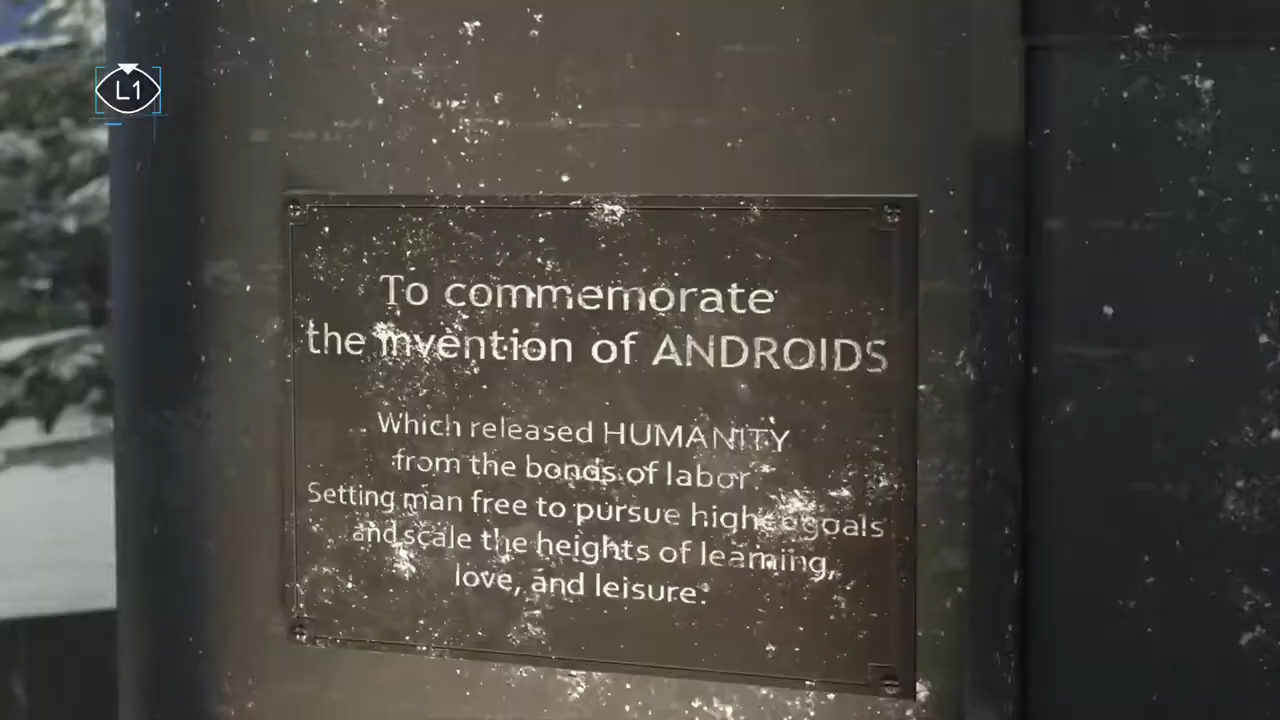 L1
To commemorate
the invention of ANDROIDS
Which released HUMANITY
from the bonds of labor
Setting man free to pursue higher goals
and scale the heights of learning,
love, and leisure.